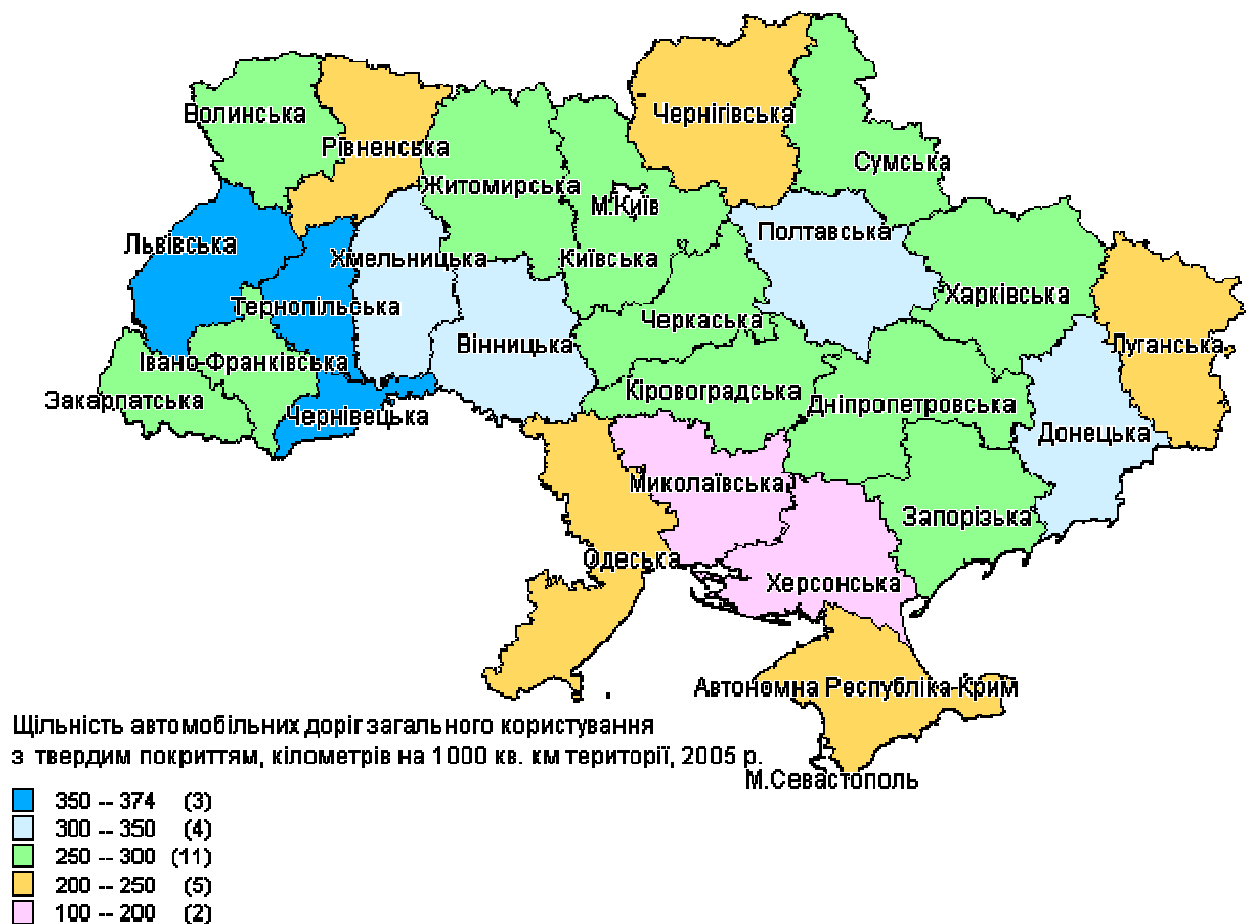 Волинська
Рівненська
Чернігівська
Сумська
Житомирська
М.Київ
Львівська
Хмельницька
Київська
Полтавська
Тернопільська
Харківська
Черкаська
Вінницька
Луганська
Івано-Франківська
Закарпатська
Чернівецька
Кіровоградська
Дніпропетровська
Донецька
Миколаївська
Запорізька
Одеська
Херсонська
Автономна Республіка Крим
М.Севастополь
Щільність автомобільних доріг загального користування
з твердим покриттям, кілометрів на 1000 кв. км території, 2005 р.
350 -- 374 (3)
300 -- 350 (4)
250 -- 300 (11)
200 -- 250 (5)
100 -- 200 (2)